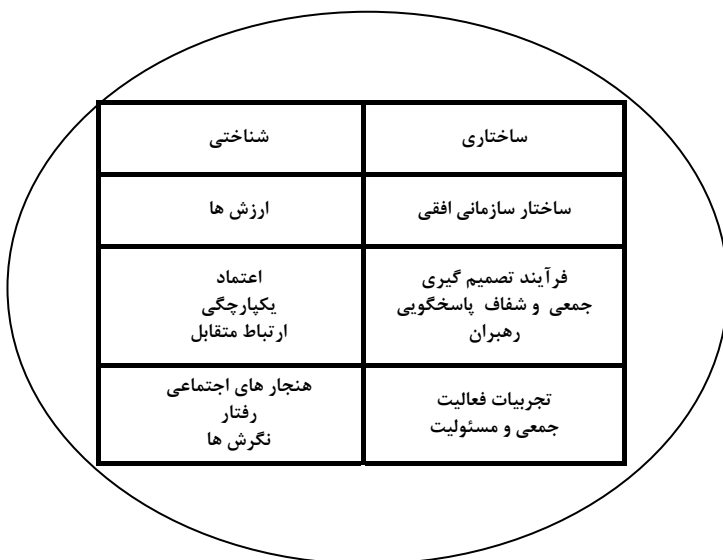 ساختاری
شناختی
ساختار سازمانی افقی
ارزش ها
فرآیند تصمیم گیری
جمعی و شفاف پاسخگویی
رهبران
اعتماد
یکپارچگی
ارتباط متقابل
تجربیات فعالیت
جمعی و مسئولیت
هنجار های اجتماعی
رفتار
نگرش ها